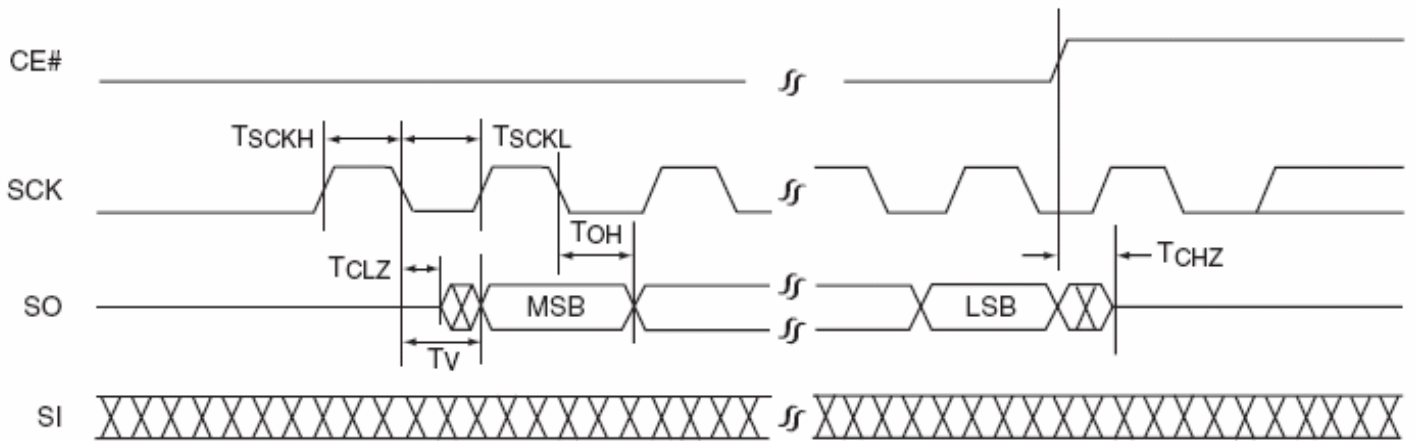 CE#
TSCKH
TSCKL
SCK
TOH
TCLZ
TCHZ
SO
MSB
LSB
TV
SI